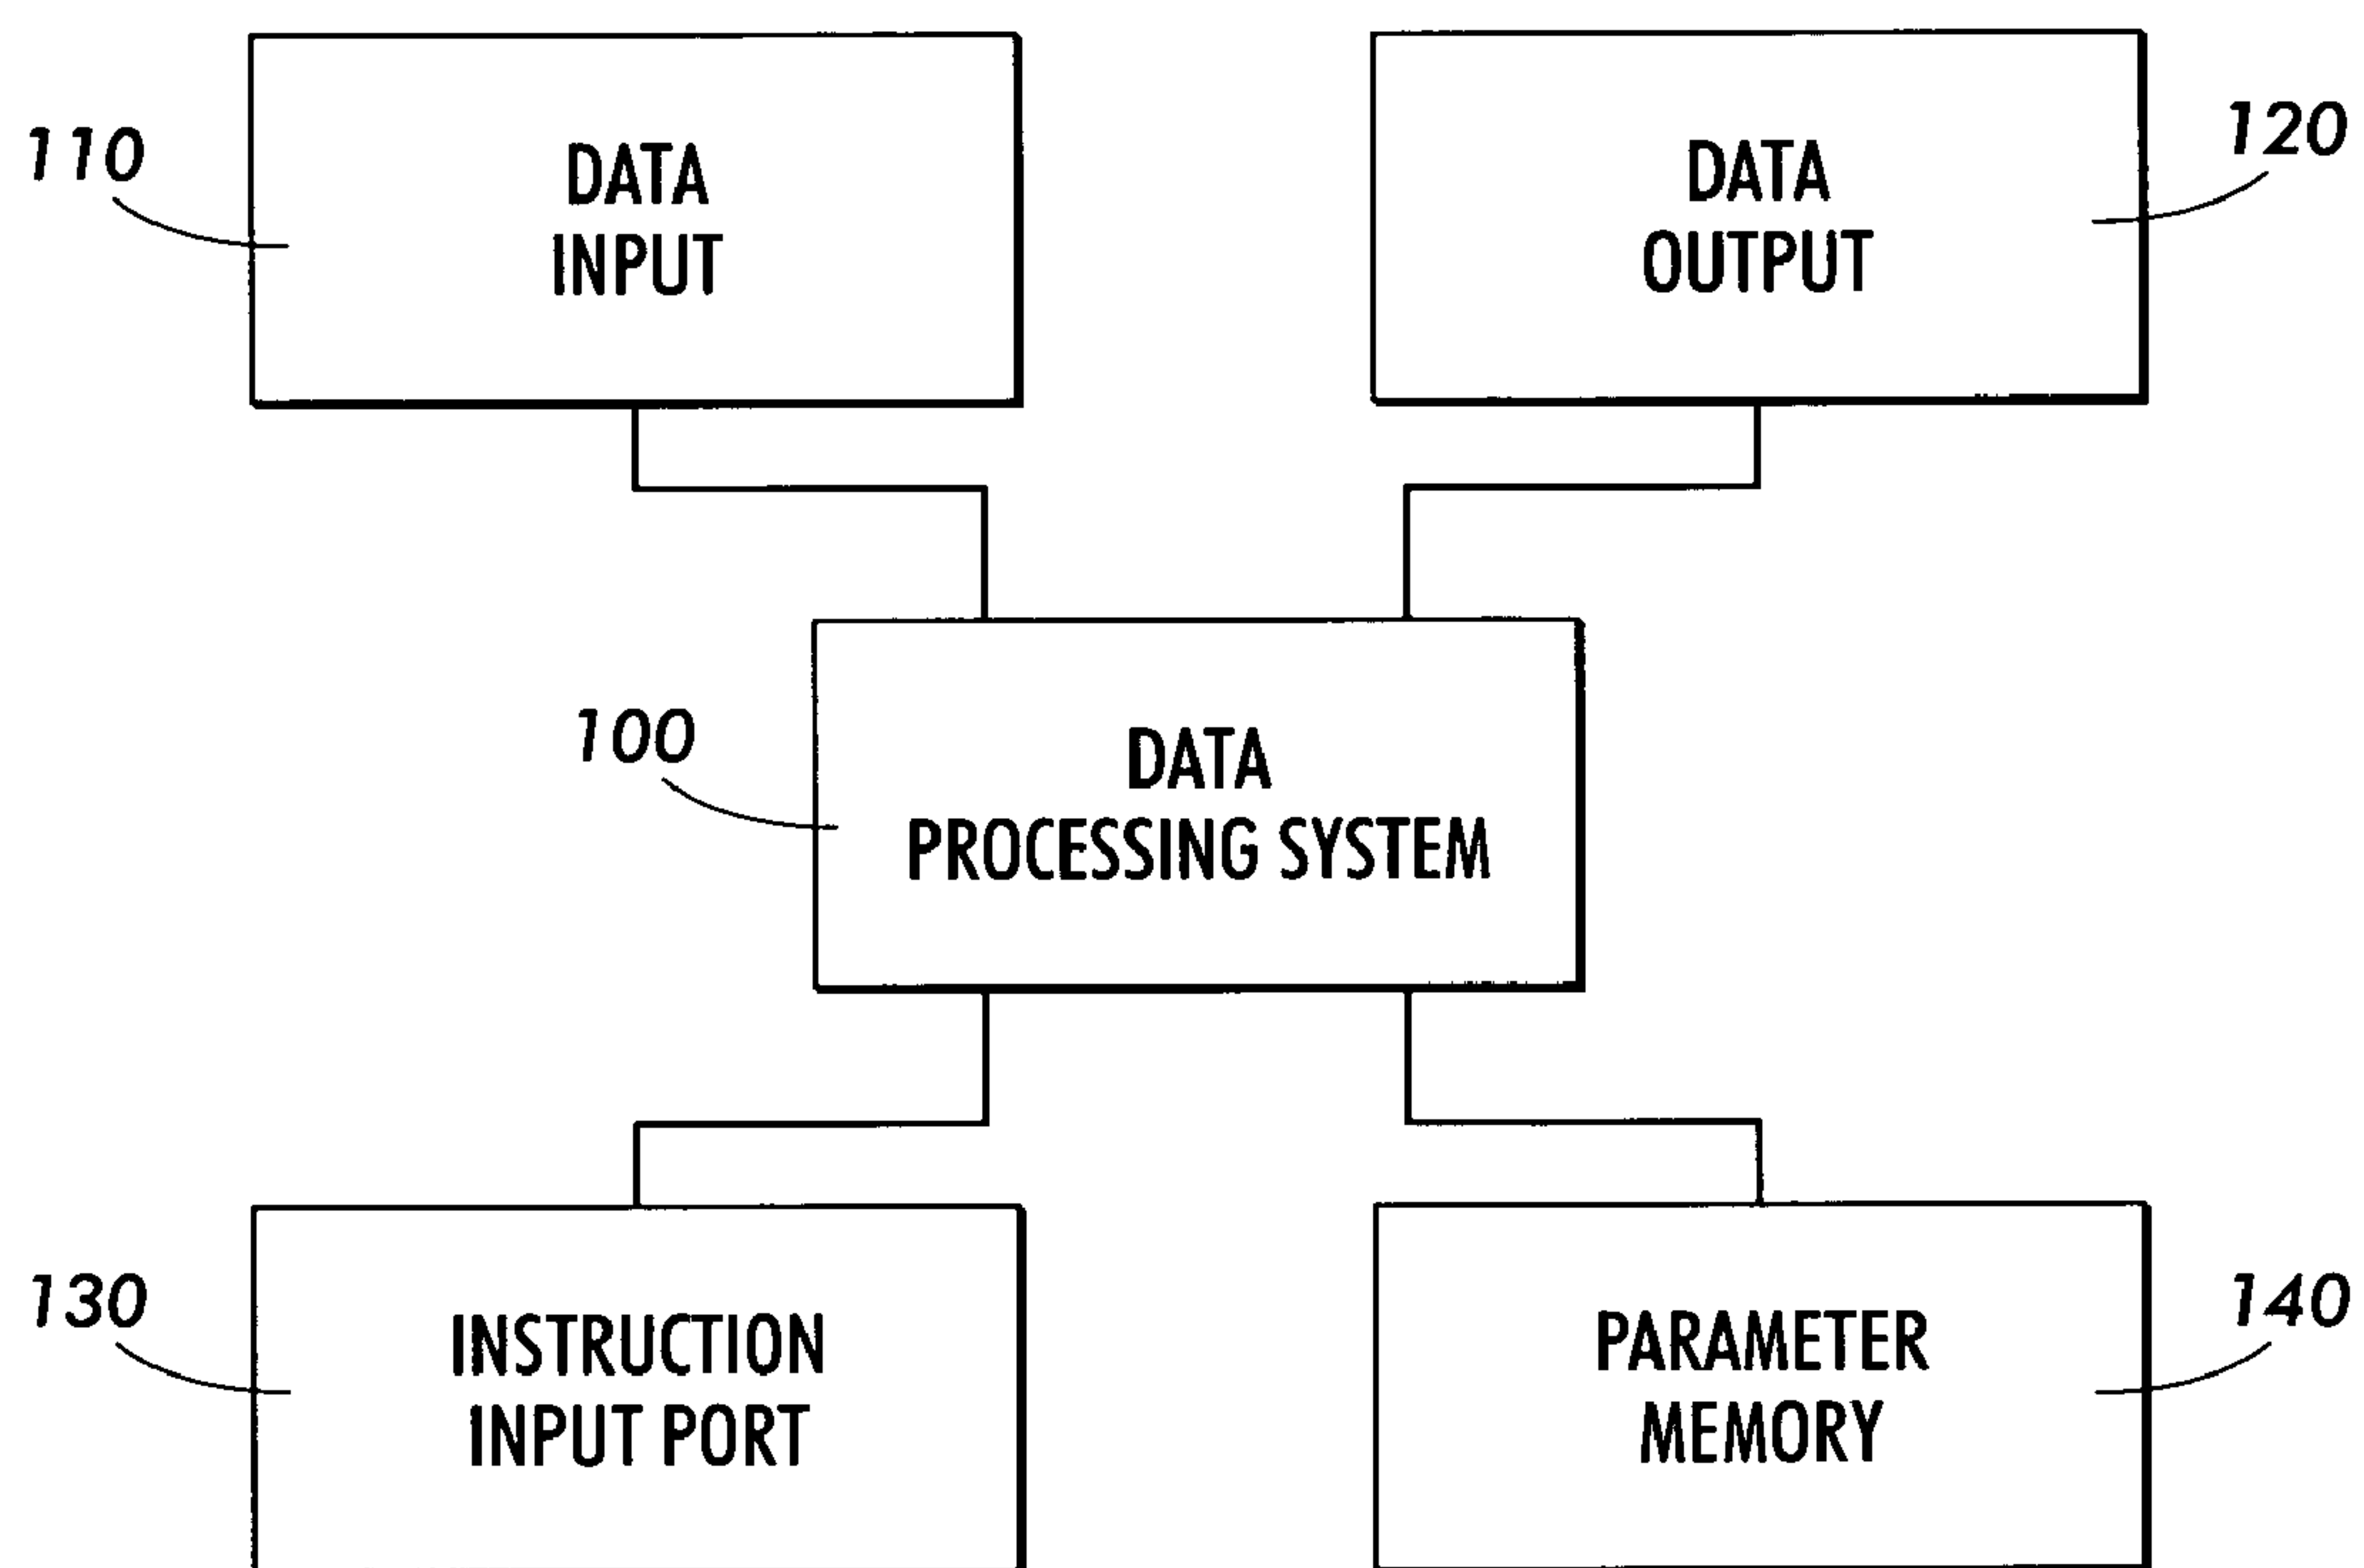 110
DATA
INPUT
DATA
OUTPUT
120
100
DATA
PROCESSING SYSTEM
130
INSTRUCTION
INPUT PORT
PARAMETER
MEMORY
140